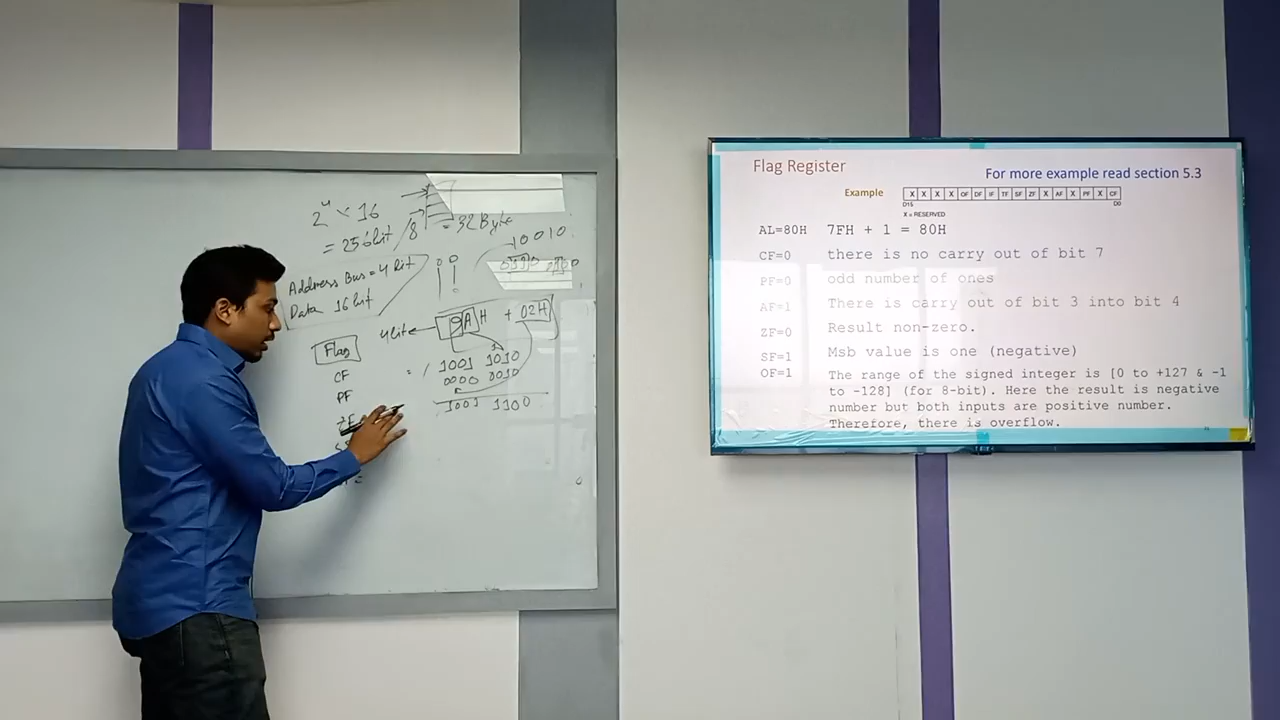 2⁴ × 16
= 256 bit
8
= 32 Byte
10010
Address Bus = 4 bit
Data 16 bit
00
11
4 bits
9AH + 02H
Flag
CF
PF
= 1001 1010
0000 0010
1001 1100
Flag Register
For more example read section 5.3
Example
X X X X OF DF IF TF SF ZF X AF X PF X CF
D15 D0
X = RESERVED
AL=80H 7FH + 1 = 80H
CF=0 there is no carry out of bit 7
PF=0 odd number of ones
AF=1 There is carry out of bit 3 into bit 4
ZF=0 Result non-zero.
SF=1 Msb value is one (negative)
OF=1 The range of the signed integer is [0 to +127 & -1
to -128] (for 8-bit). Here the result is negative
number but both inputs are positive number.
Therefore, there is overflow.